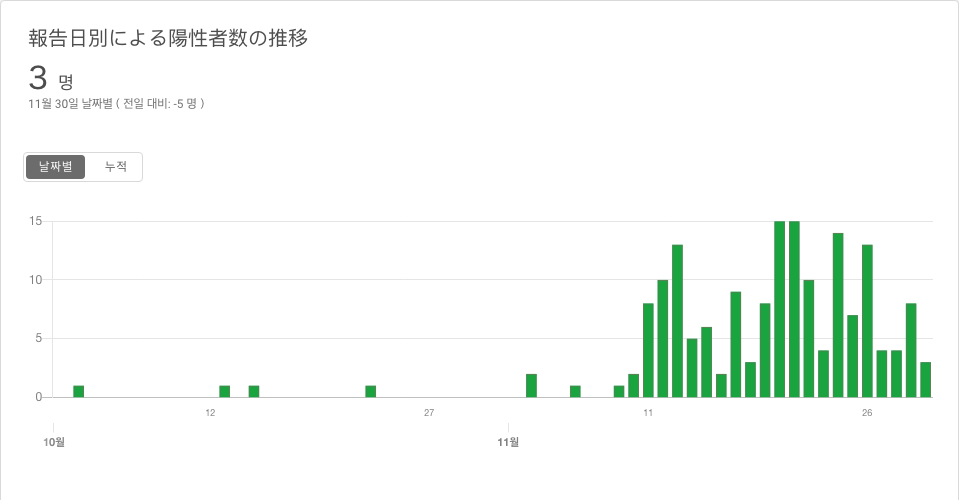 報告日別による陽性者数の推移
3 명
11월 30일 날짜별 ( 전일 대비: -5 명 )
날짜별 누적
15
10
5
0
12 27 11 26
10월 11월